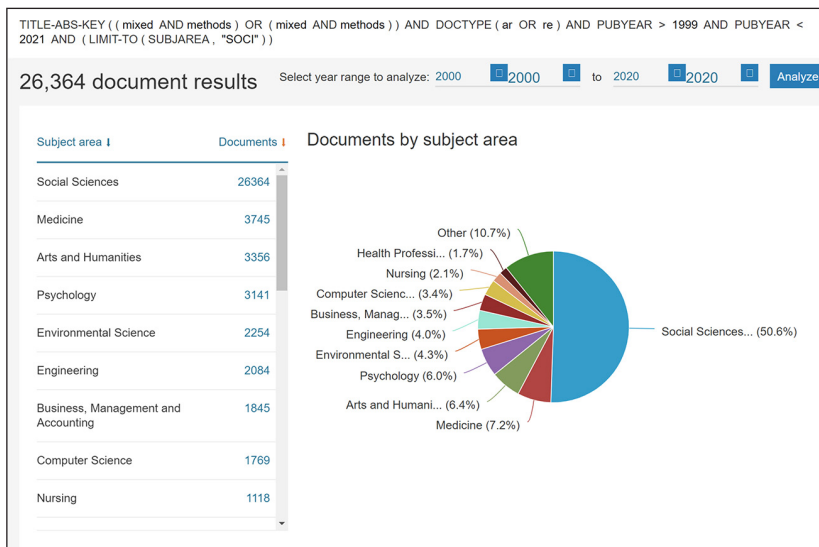 TITLE-ABS-KEY ( ( mixed AND methods ) OR ( mixed AND methods ) ) AND DOCTYPE ( ar OR re ) AND PUBYEAR > 1999 AND PUBYEAR <
2021 AND ( LIMIT-TO ( SUBJAREA , "SOCI" ) )
26,364 document results Select year range to analyze: 2000 2000 to 2020 2020 Analyze
Subject area Documents
Social Sciences 26364
Medicine 3745
Arts and Humanities 3356
Psychology 3141
Environmental Science 2254
Engineering 2084
Business, Management and
Accounting 1845
Computer Science 1769
Nursing 1118
Documents by subject area
Other (10.7%)
Health Professi... (1.7%)
Nursing (2.1%)
Computer Scienc... (3.4%)
Business, Manag... (3.5%)
Engineering (4.0%)
Environmental S... (4.3%)
Psychology (6.0%)
Arts and Humani... (6.4%)
Medicine (7.2%)
Social Sciences... (50.6%)